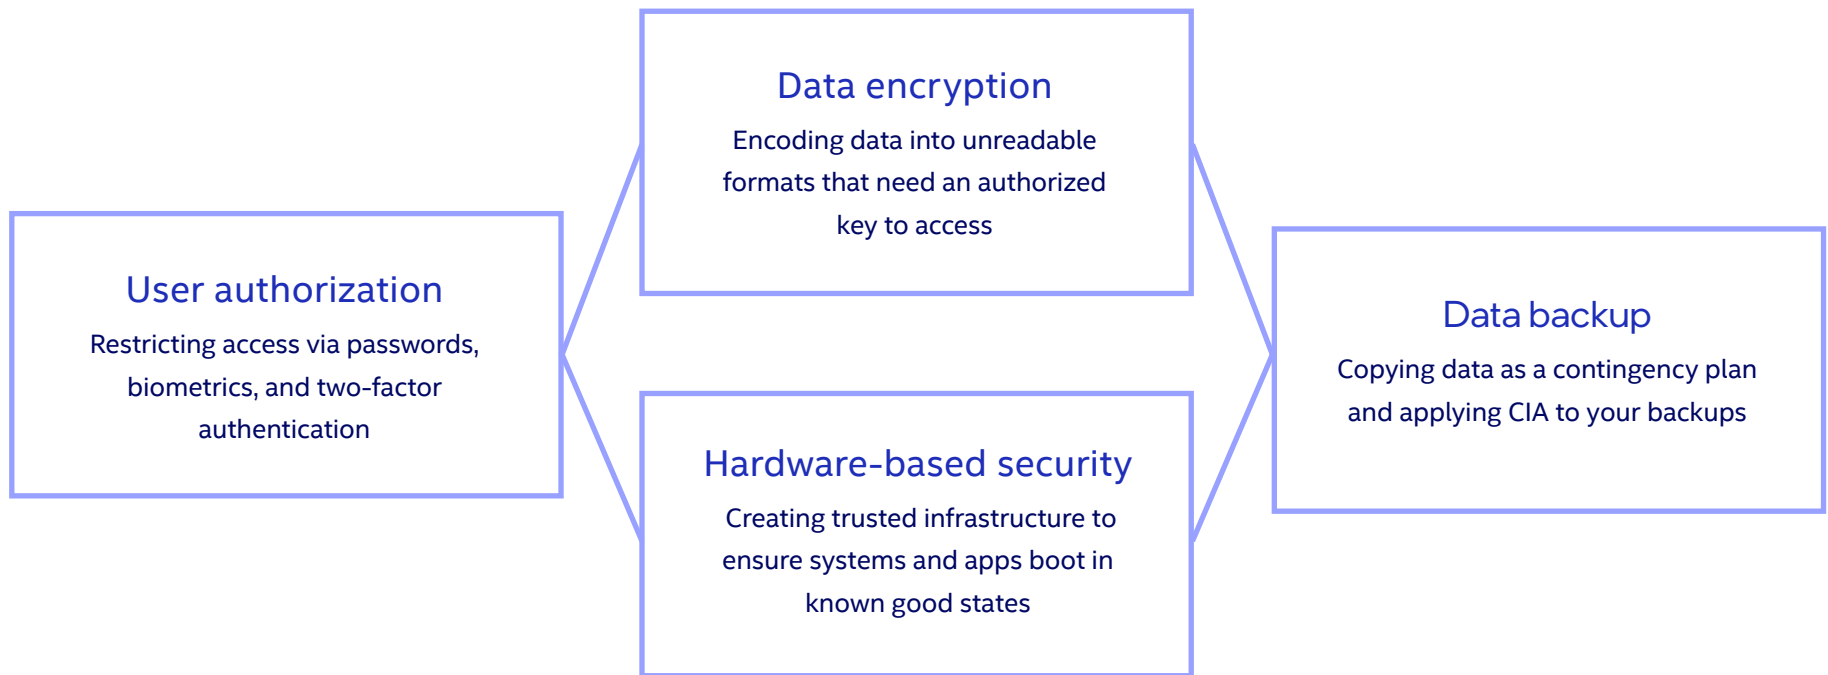 User authorization
Restricting access via passwords,
biometrics, and two-factor
authentication
Data encryption
Encoding data into unreadable
formats that need an authorized
key to access
Hardware-based security
Creating trusted infrastructure to
ensure systems and apps boot in
known good states
Data backup
Copying data as a contingency plan
and applying CIA to your backups